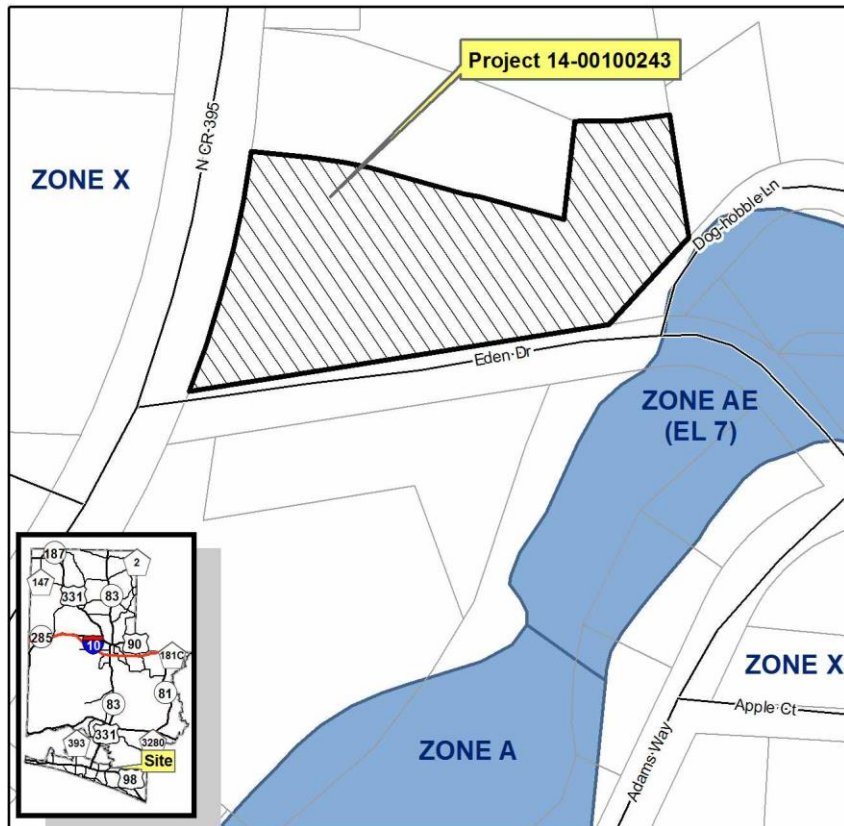 Project 14-00100243
N CR-395
ZONE X
Dog-hobble Ln
Eden Dr
ZONE AE
(EL 7)
187
2
147
331
83
285
10
90
181C
81
83
331
393
3280
Site
98
ZONE A
ZONE X
Apple Ct
Adams Way